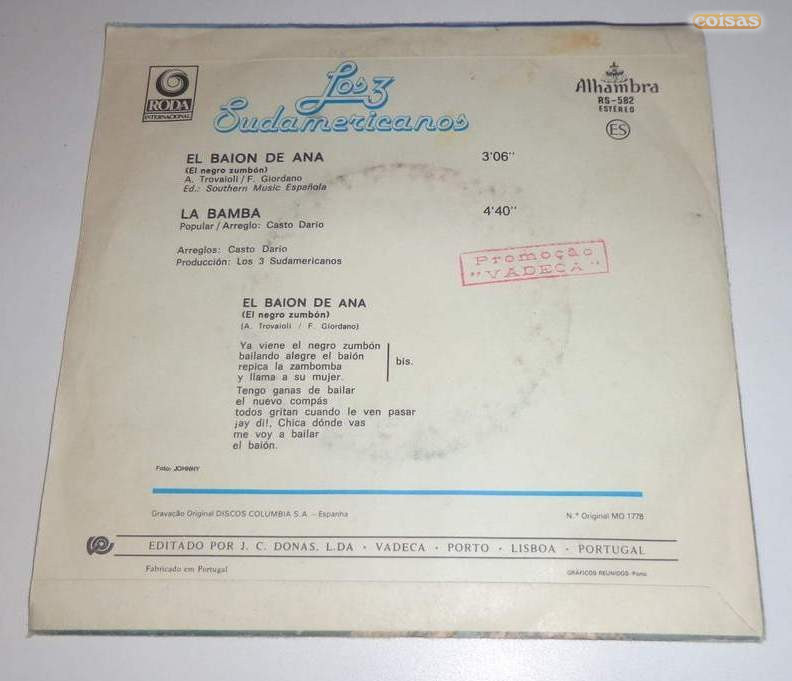 coisas
RODA
INTERNACIONAL
Los 3
Sudamericanos
Alhambra
RS-582
ESTEREO
ES
EL BAION DE ANA 3'06''
(El negro zumbón)
A. Trovaioli / F. Giordano
Ed.: Southern Music Española
LA BAMBA 4'40''
Popular / Arreglo: Casto Dario
Arreglos: Casto Dario
Producción: Los 3 Sudamericanos
Promoção
"VADECA"
EL BAION DE ANA
(El negro zumbón)
(A. Trovaioli / F. Giordano)
Ya viene el negro zumbón
bailando alegre el baión
repica la zambomba
y llama a su mujer.
bis.
Tengo ganas de bailar
el nuevo compás
todos gritan cuando le ven pasar
¡ay di!, Chica dónde vas
me voy a bailar
el baión.
Foto: JOHNNY
Gravação Original DISCOS COLUMBIA S.A. – Espanha
N.º Original MO 1778
EDITADO POR J. C. DONAS, L.DA · VADECA · PORTO · LISBOA · PORTUGAL
Fabricado em Portugal
GRÁFICOS REUNIDOS-Porto